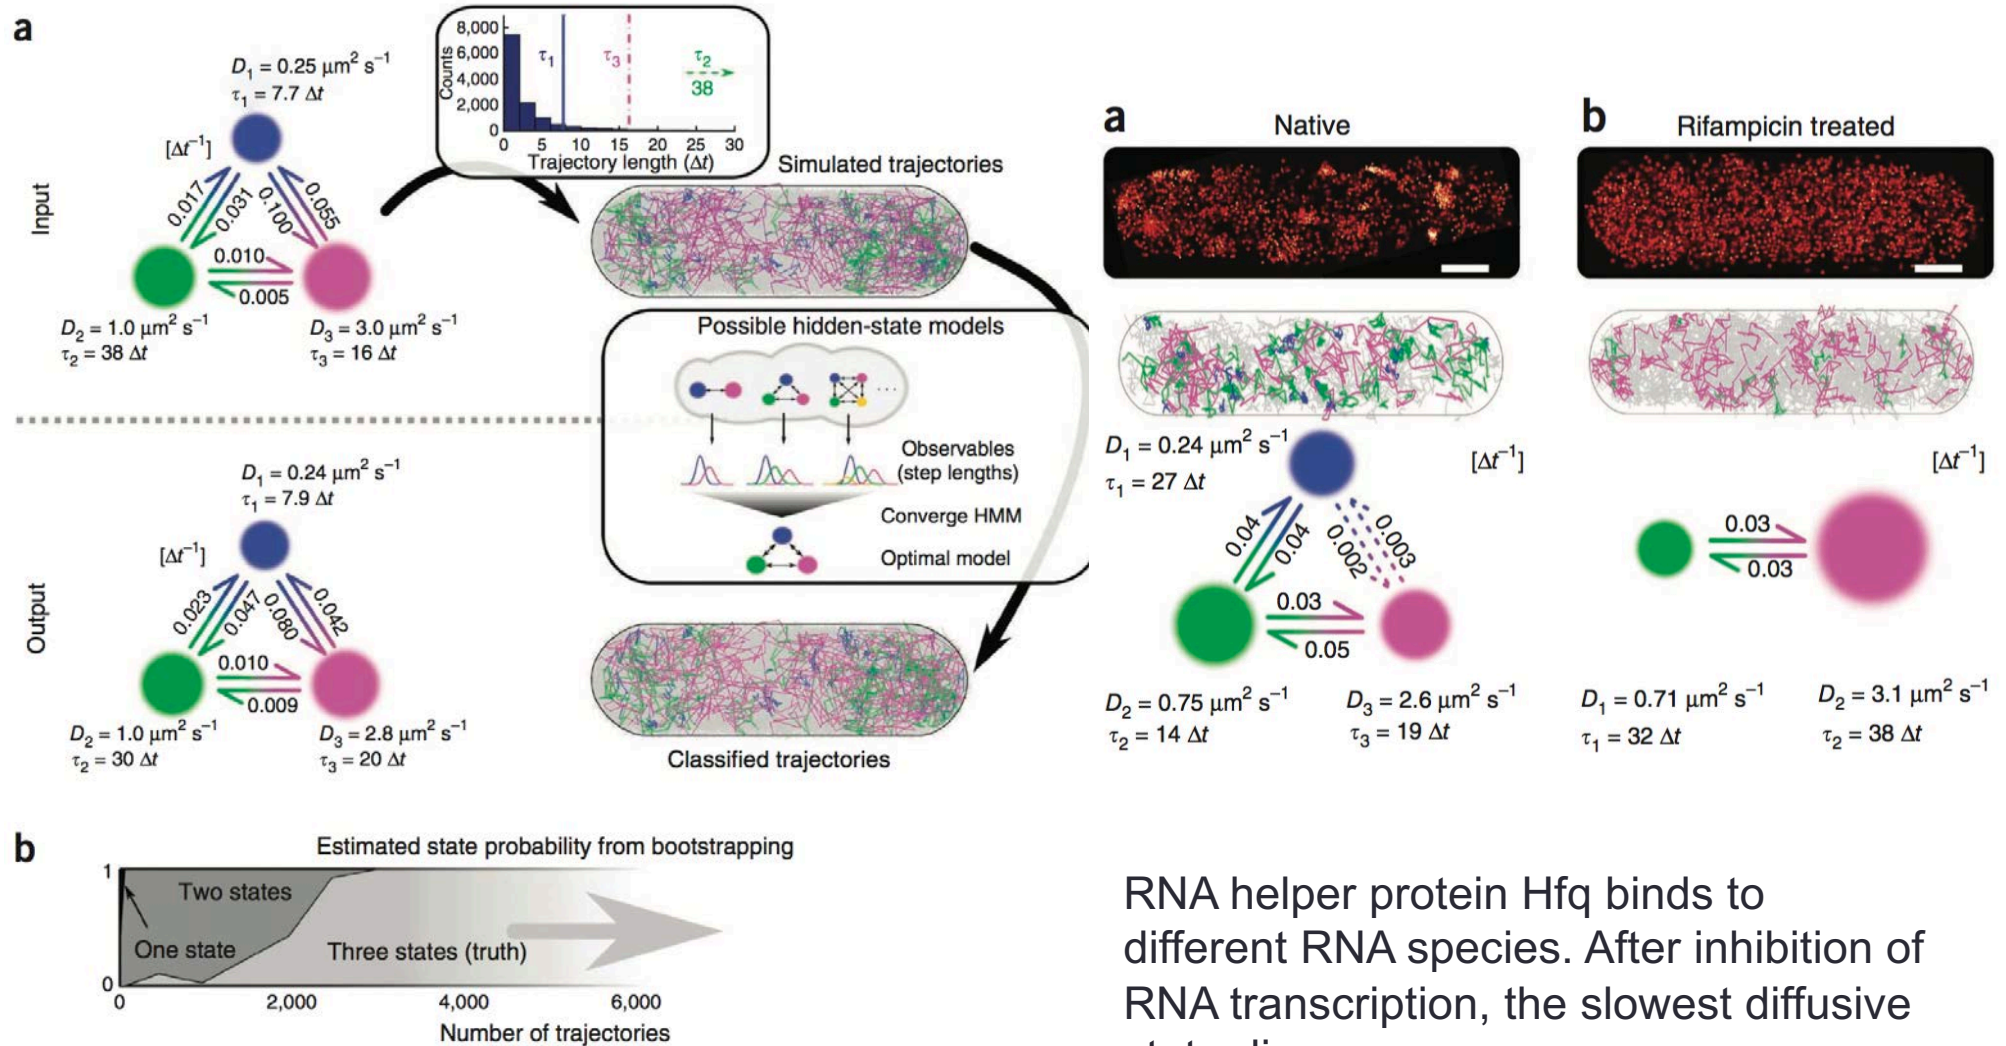 a
D1 = 0.25 μm² s⁻¹
τ1 = 7.7 Δt
[Δt⁻¹]
Input
0.017
0.031
0.100
0.055
0.010
0.005
D2 = 1.0 μm² s⁻¹
τ2 = 38 Δt
D3 = 3.0 μm² s⁻¹
τ3 = 16 Δt
Counts
8,000
6,000
4,000
2,000
0
τ1
τ3
τ2
38
0 5 10 15 20 25 30
Trajectory length (Δt)
Simulated trajectories
Possible hidden-state models
...
Observables
(step lengths)
Converge HMM
Optimal model
Classified trajectories
Output
D1 = 0.24 μm² s⁻¹
τ1 = 7.9 Δt
[Δt⁻¹]
0.023
0.047
0.080
0.042
0.010
0.009
D2 = 1.0 μm² s⁻¹
τ2 = 30 Δt
D3 = 2.8 μm² s⁻¹
τ3 = 20 Δt
b
Estimated state probability from bootstrapping
1
0
Two states
One state
Three states (truth)
0 2,000 4,000 6,000
Number of trajectories
a
Native
D1 = 0.24 μm² s⁻¹
τ1 = 27 Δt
[Δt⁻¹]
0.04
0.04
0.002
0.003
0.03
0.05
D2 = 0.75 μm² s⁻¹
τ2 = 14 Δt
D3 = 2.6 μm² s⁻¹
τ3 = 19 Δt
b
Rifampicin treated
[Δt⁻¹]
0.03
0.03
D1 = 0.71 μm² s⁻¹
τ1 = 32 Δt
D2 = 3.1 μm² s⁻¹
τ2 = 38 Δt
RNA helper protein Hfq binds to
different RNA species. After inhibition of
RNA transcription, the slowest diffusive